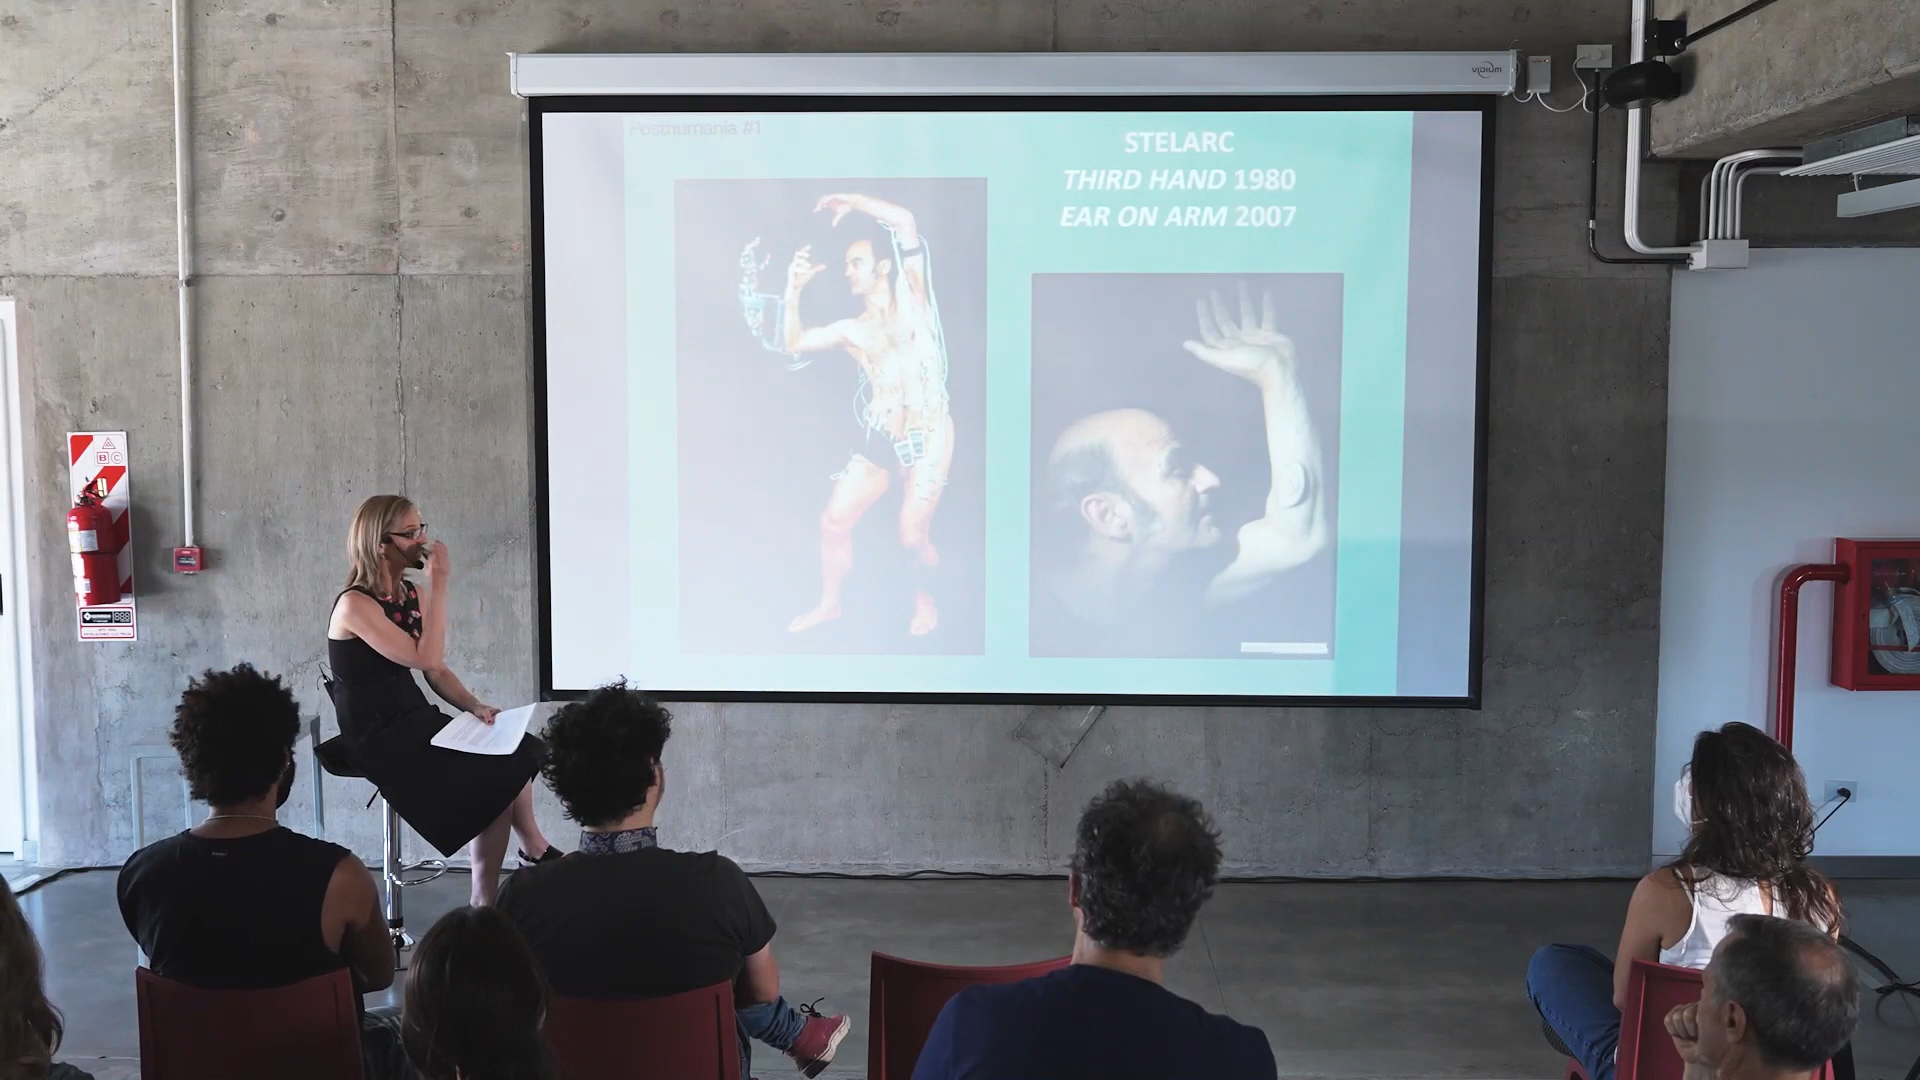 VIDIUM
Posthumania #1
STELARC
THIRD HAND 1980
EAR ON ARM 2007
B C